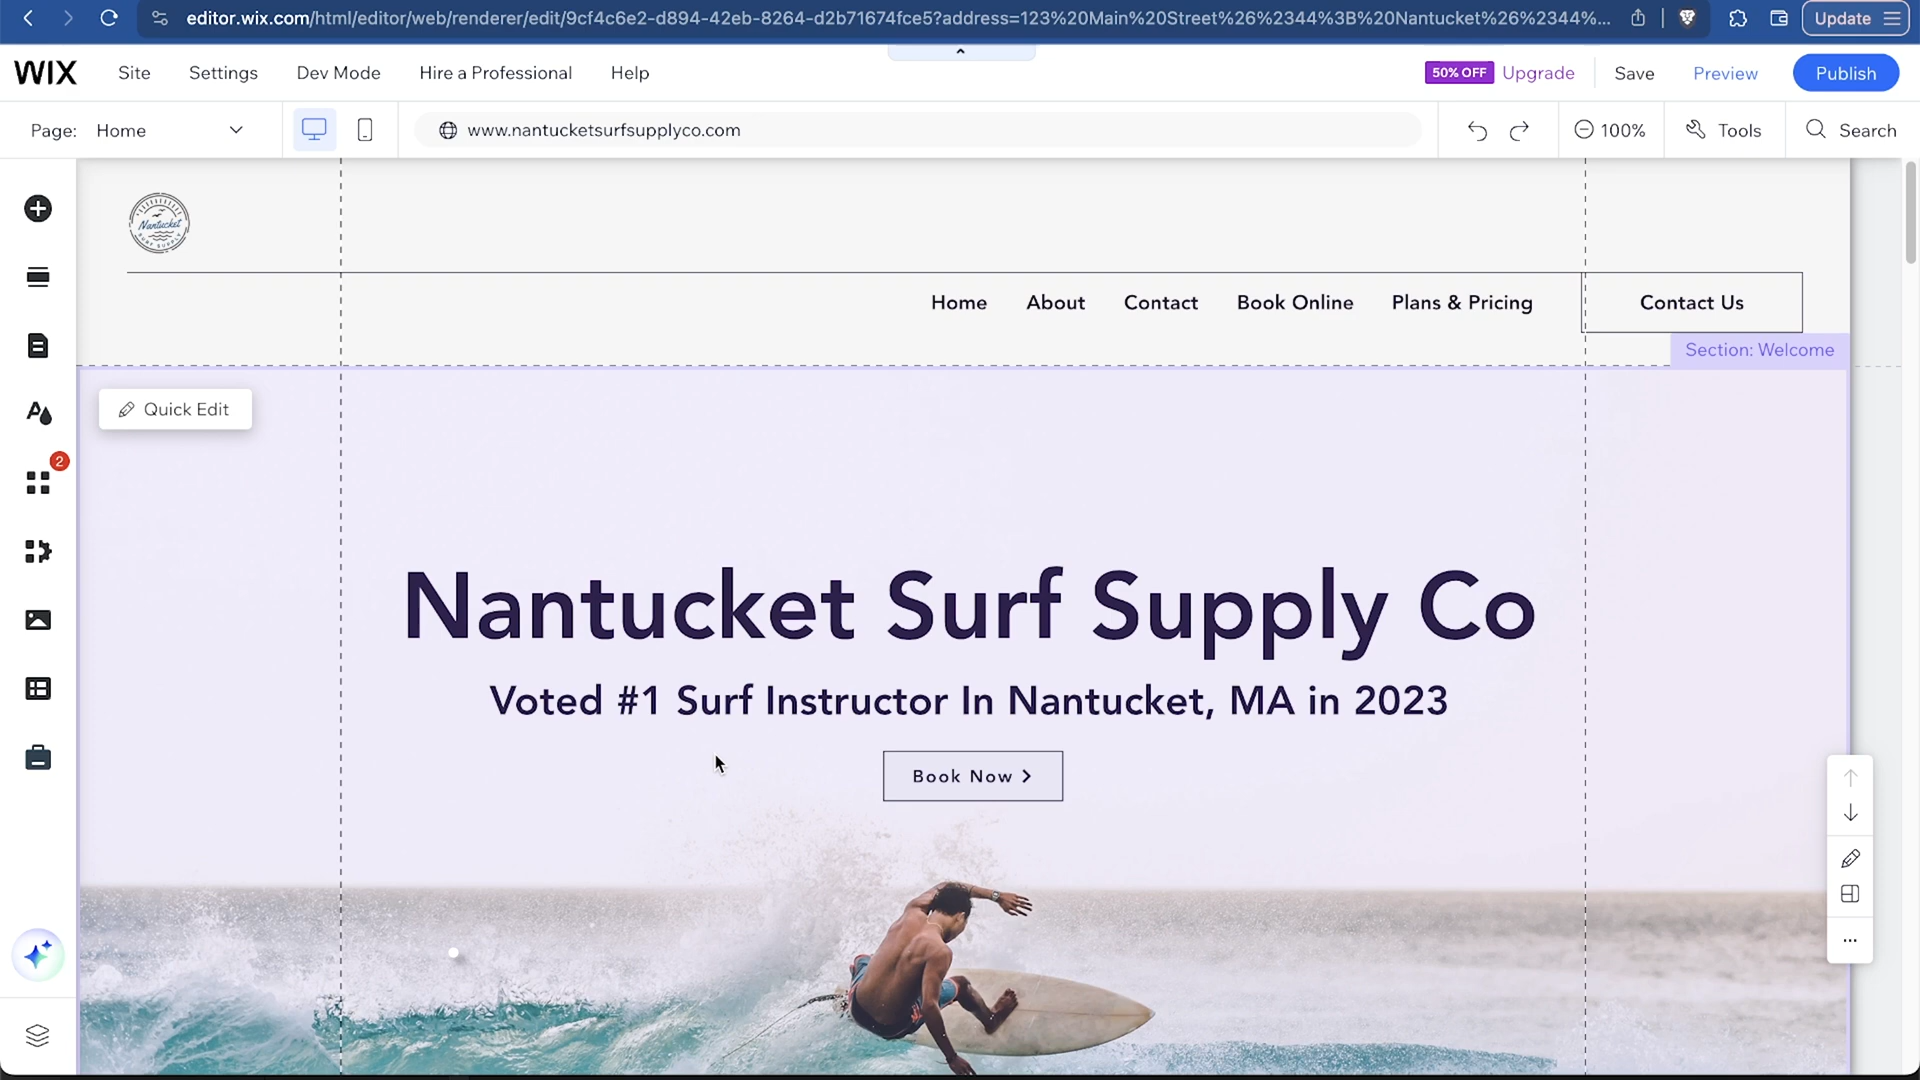 editor.wix.com/html/editor/web/renderer/edit/9cf4c6e2-d894-42eb-8264-d2b71674fce5?address=123%20Main%20Street%26%2344%3B%20Nantucket%26%2344%...
Update
WIX
Site
Settings
Dev Mode
Hire a Professional
Help
50% OFF
Upgrade
Save
Preview
Publish
Page: Home
www.nantucketsurfsupplyco.com
100%
Tools
Search
Nantucket
SURF SUPPLY
Home
About
Contact
Book Online
Plans & Pricing
Contact Us
Section: Welcome
Quick Edit
2
Nantucket Surf Supply Co
Voted #1 Surf Instructor In Nantucket, MA in 2023
Book Now >